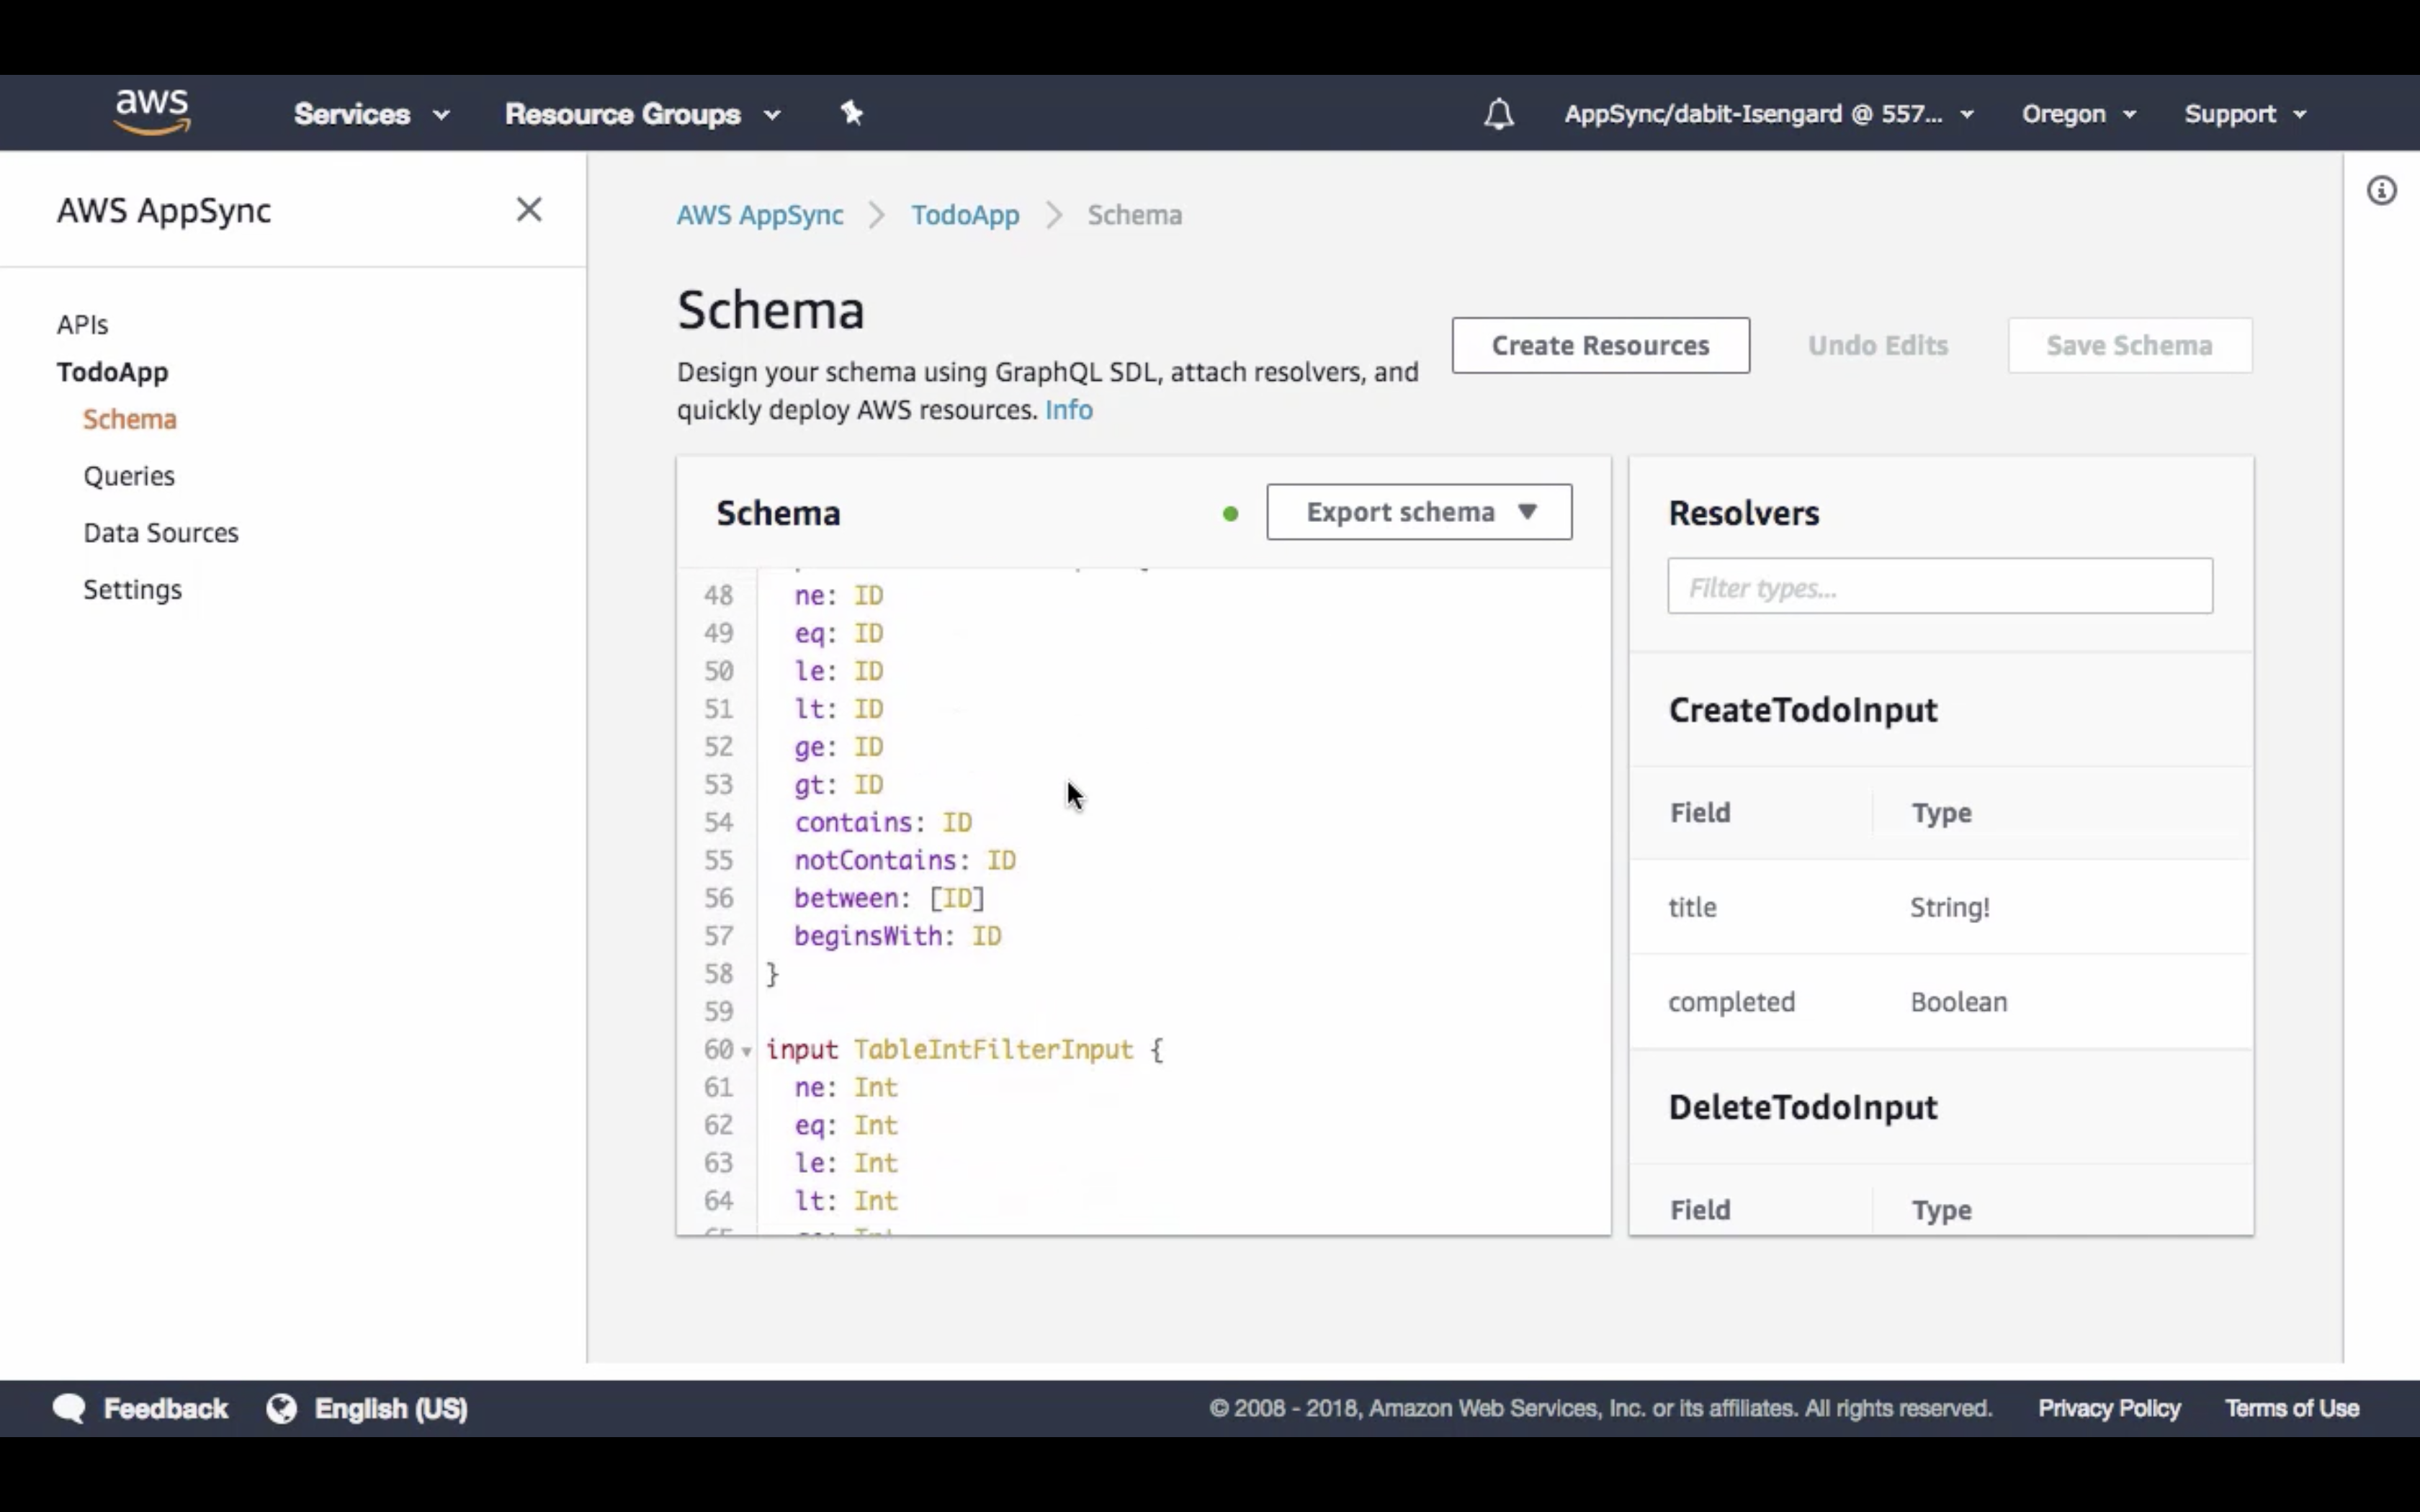 aws
Services
Resource Groups
AppSync/dabit-Isengard @ 557...
Oregon
Support
AWS AppSync
APIs
TodoApp
Schema
Queries
Data Sources
Settings
AWS AppSync > TodoApp > Schema
Schema
Design your schema using GraphQL SDL, attach resolvers, and
quickly deploy AWS resources. Info
Create Resources
Undo Edits
Save Schema
Schema
Export schema
48 ne: ID
49 eq: ID
50 le: ID
51 lt: ID
52 ge: ID
53 gt: ID
54 contains: ID
55 notContains: ID
56 between: [ID]
57 beginsWith: ID
58 }
59
60 input TableIntFilterInput {
61 ne: Int
62 eq: Int
63 le: Int
64 lt: Int
Resolvers
Filter types...
CreateTodoInput
Field Type
title String!
completed Boolean
DeleteTodoInput
Field Type
Feedback
English (US)
© 2008 - 2018, Amazon Web Services, Inc. or its affiliates. All rights reserved.
Privacy Policy
Terms of Use